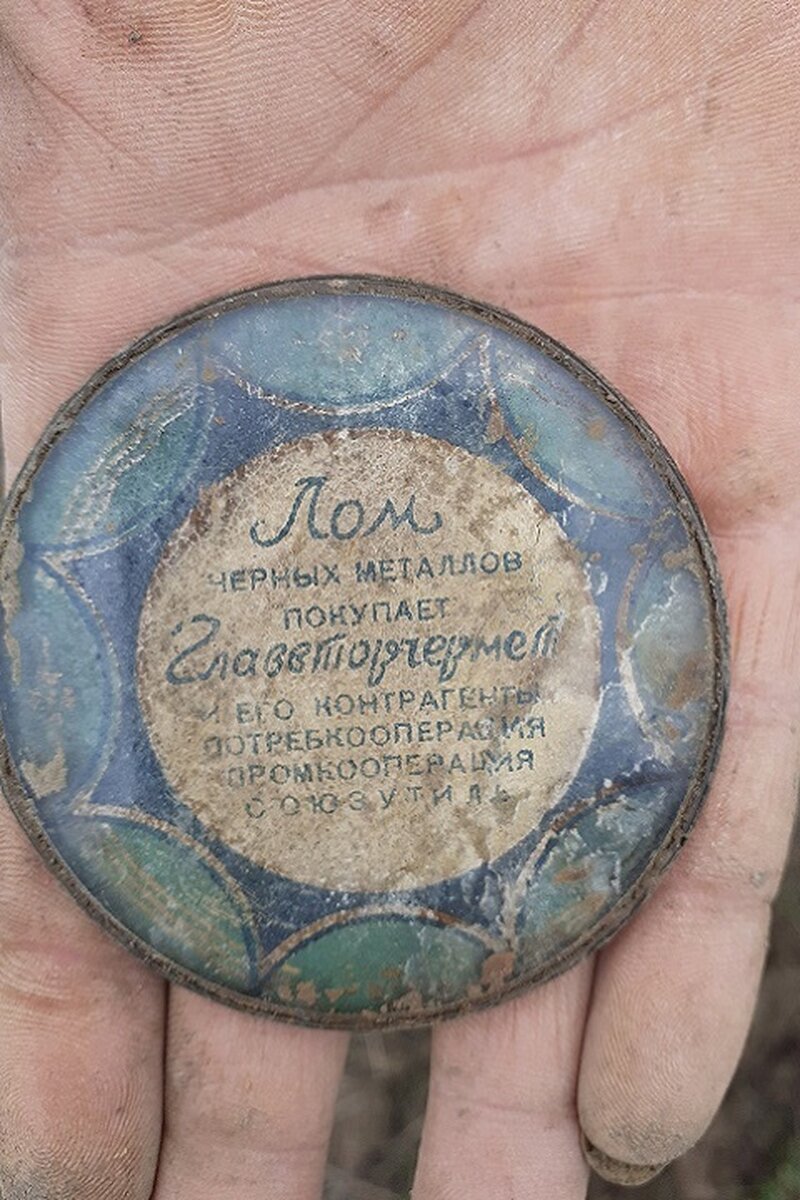 Лом
ЧЕРНЫХ МЕТАЛЛОВ
ПОКУПАЕТ
Главвторчермет
И ЕГО КОНТРАГЕНТЫ
ПОТРЕБКООПЕРАЦИЯ
ПРОМКООПЕРАЦИЯ
СОЮЗУТИЛЬ